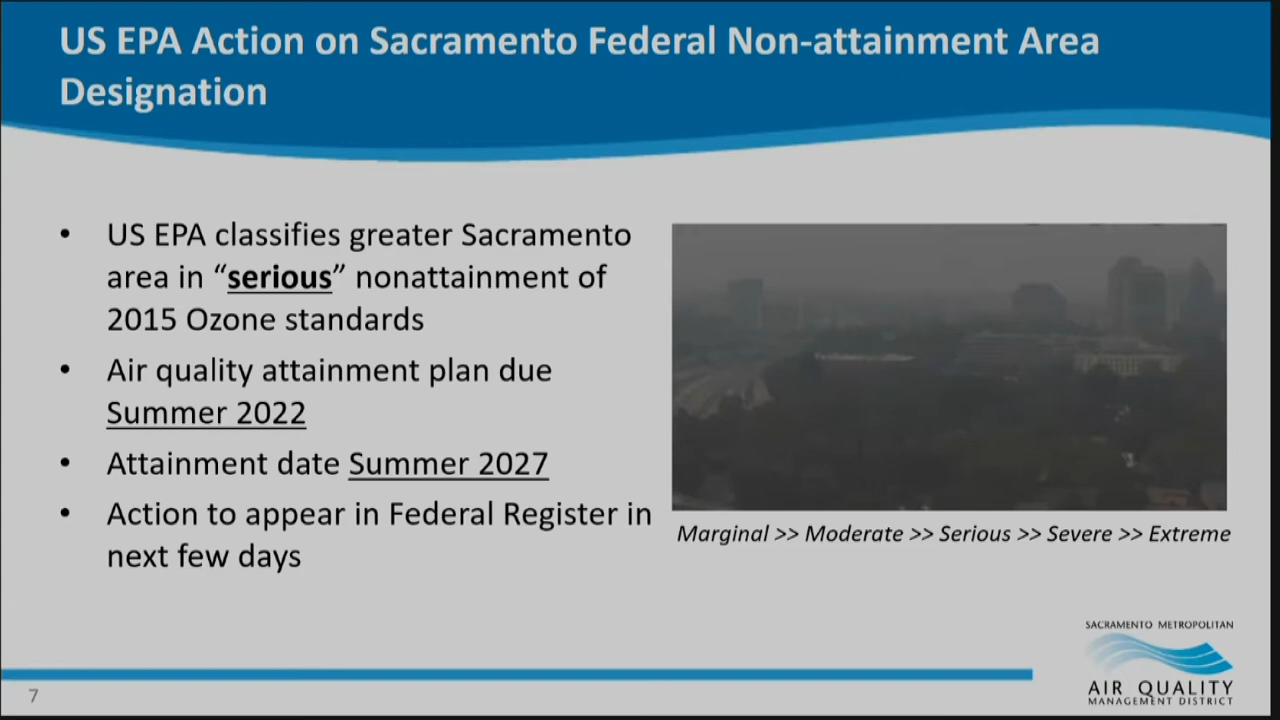 US EPA Action on Sacramento Federal Non-attainment Area
Designation
• US EPA classifies greater Sacramento
area in “serious” nonattainment of
2015 Ozone standards
• Air quality attainment plan due
Summer 2022
• Attainment date Summer 2027
• Action to appear in Federal Register in
next few days
Marginal >> Moderate >> Serious >> Severe >> Extreme
SACRAMENTO METROPOLITAN
AIR QUALITY
MANAGEMENT DISTRICT
7